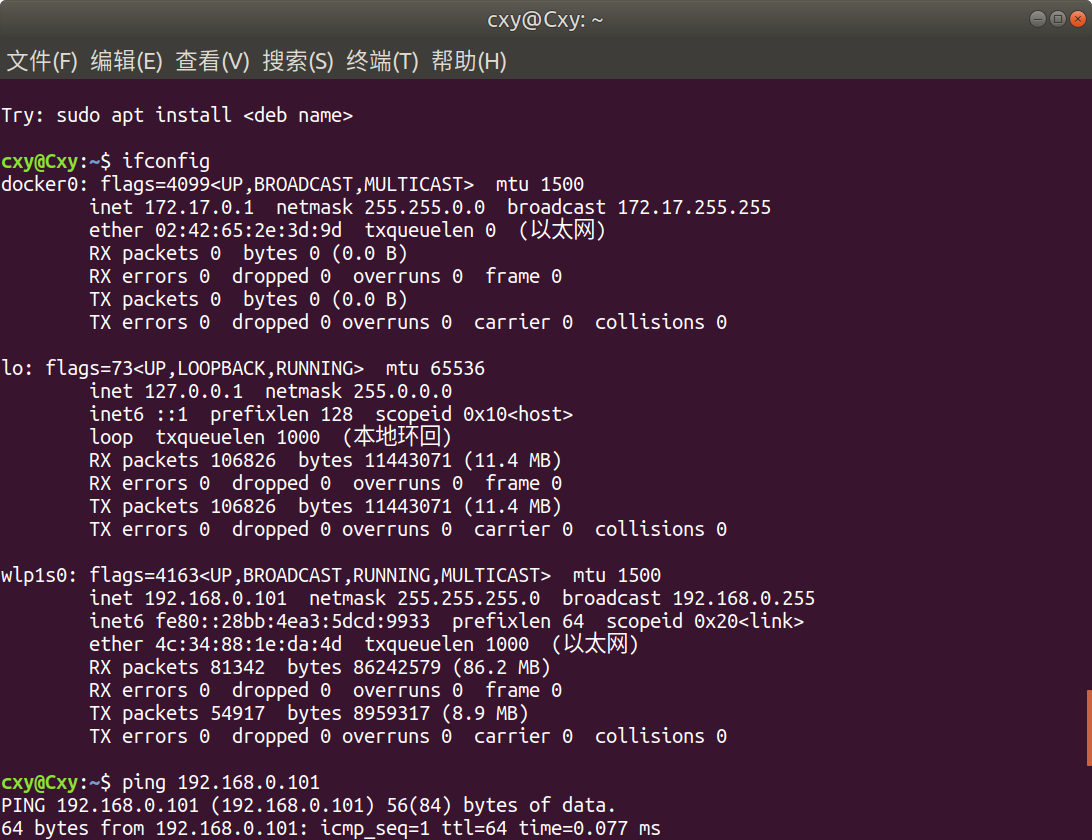 cxy@Cxy: ~
文件(F) 编辑(E) 查看(V) 搜索(S) 终端(T) 帮助(H)
Try: sudo apt install <deb name>
cxy@Cxy:~$ ifconfig
docker0: flags=4099<UP,BROADCAST,MULTICAST>  mtu 1500
        inet 172.17.0.1  netmask 255.255.0.0  broadcast 172.17.255.255
        ether 02:42:65:2e:3d:9d  txqueuelen 0  (以太网)
        RX packets 0  bytes 0 (0.0 B)
        RX errors 0  dropped 0  overruns 0  frame 0
        TX packets 0  bytes 0 (0.0 B)
        TX errors 0  dropped 0 overruns 0  carrier 0  collisions 0
lo: flags=73<UP,LOOPBACK,RUNNING>  mtu 65536
        inet 127.0.0.1  netmask 255.0.0.0
        inet6 ::1  prefixlen 128  scopeid 0x10<host>
        loop  txqueuelen 1000  (本地环回)
        RX packets 106826  bytes 11443071 (11.4 MB)
        RX errors 0  dropped 0  overruns 0  frame 0
        TX packets 106826  bytes 11443071 (11.4 MB)
        TX errors 0  dropped 0 overruns 0  carrier 0  collisions 0
wlp1s0: flags=4163<UP,BROADCAST,RUNNING,MULTICAST>  mtu 1500
        inet 192.168.0.101  netmask 255.255.255.0  broadcast 192.168.0.255
        inet6 fe80::28bb:4ea3:5dcd:9933  prefixlen 64  scopeid 0x20<link>
        ether 4c:34:88:1e:da:4d  txqueuelen 1000  (以太网)
        RX packets 81342  bytes 86242579 (86.2 MB)
        RX errors 0  dropped 0  overruns 0  frame 0
        TX packets 54917  bytes 8959317 (8.9 MB)
        TX errors 0  dropped 0 overruns 0  carrier 0  collisions 0
cxy@Cxy:~$ ping 192.168.0.101
PING 192.168.0.101 (192.168.0.101) 56(84) bytes of data.
64 bytes from 192.168.0.101: icmp_seq=1 ttl=64 time=0.077 ms